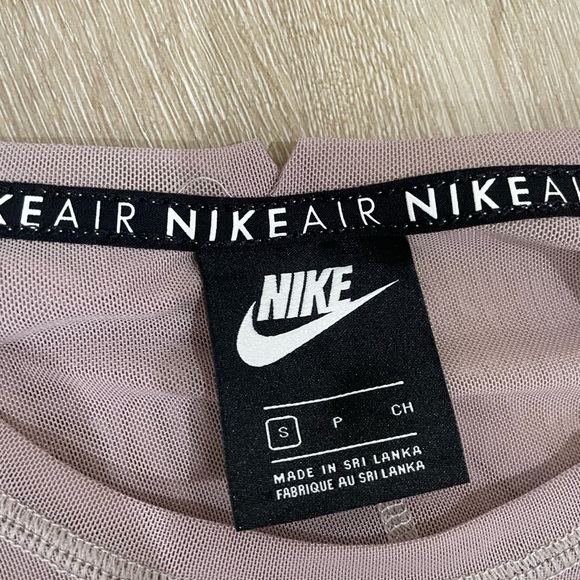 KEAIR NIKEAIR NIKEAI
NIKE
S P CH
MADE IN SRI LANKA
FABRIQUE AU SRI LANKA